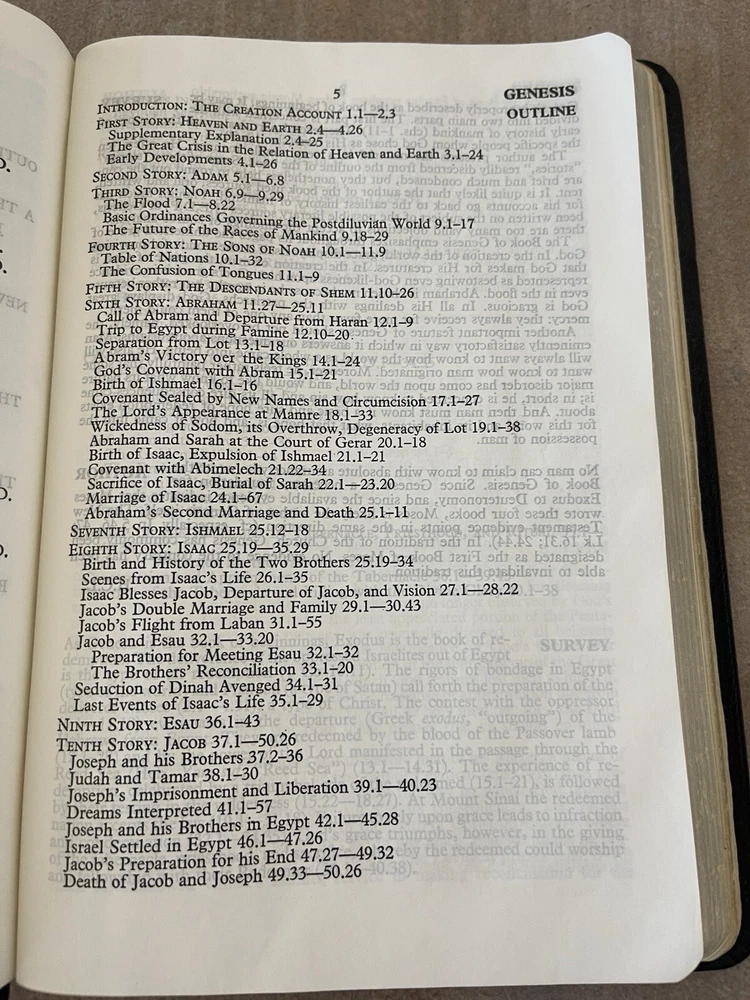 5
GENESIS
OUTLINE
INTRODUCTION: THE CREATION ACCOUNT 1.1—2.3
FIRST STORY: HEAVEN AND EARTH 2.4—4.26
Supplementary Explanation 2.4–25
The Great Crisis in the Relation of Heaven and Earth 3.1–24
Early Developments 4.1–26
SECOND STORY: ADAM 5.1—6.8
THIRD STORY: NOAH 6.9—9.29
The Flood 7.1—8.22
Basic Ordinances Governing the Postdiluvian World 9.1–17
The Future of the Races of Mankind 9.18–29
FOURTH STORY: THE SONS OF NOAH 10.1—11.9
Table of Nations 10.1–32
The Confusion of Tongues 11.1–9
FIFTH STORY: THE DESCENDANTS OF SHEM 11.10–26
SIXTH STORY: ABRAHAM 11.27—25.11
Call of Abram and Departure from Haran 12.1–9
Trip to Egypt during Famine 12.10–20
Separation from Lot 13.1–18
Abram's Victory oer the Kings 14.1–24
God's Covenant with Abram 15.1–21
Birth of Ishmael 16.1–16
Covenant Sealed by New Names and Circumcision 17.1–27
The Lord's Appearance at Mamre 18.1–33
Wickedness of Sodom, its Overthrow, Degeneracy of Lot 19.1–38
Abraham and Sarah at the Court of Gerar 20.1–18
Birth of Isaac, Expulsion of Ishmael 21.1–21
Covenant with Abimelech 21.22–34
Sacrifice of Isaac, Burial of Sarah 22.1—23.20
Marriage of Isaac 24.1–67
Abraham's Second Marriage and Death 25.1–11
SEVENTH STORY: ISHMAEL 25.12–18
EIGHTH STORY: ISAAC 25.19—35.29
Birth and History of the Two Brothers 25.19–34
Scenes from Isaac's Life 26.1–35
Isaac Blesses Jacob, Departure of Jacob, and Vision 27.1—28.22
Jacob's Double Marriage and Family 29.1—30.43
Jacob's Flight from Laban 31.1–55
Jacob and Esau 32.1—33.20
Preparation for Meeting Esau 32.1–32
The Brothers' Reconciliation 33.1–20
Seduction of Dinah Avenged 34.1–31
Last Events of Isaac's Life 35.1–29
NINTH STORY: ESAU 36.1–43
TENTH STORY: JACOB 37.1—50.26
Joseph and his Brothers 37.2–36
Judah and Tamar 38.1–30
Joseph's Imprisonment and Liberation 39.1—40.23
Dreams Interpreted 41.1–57
Joseph and his Brothers in Egypt 42.1—45.28
Israel Settled in Egypt 46.1—47.26
Jacob's Preparation for his End 47.27—49.32
Death of Jacob and Joseph 49.33—50.26